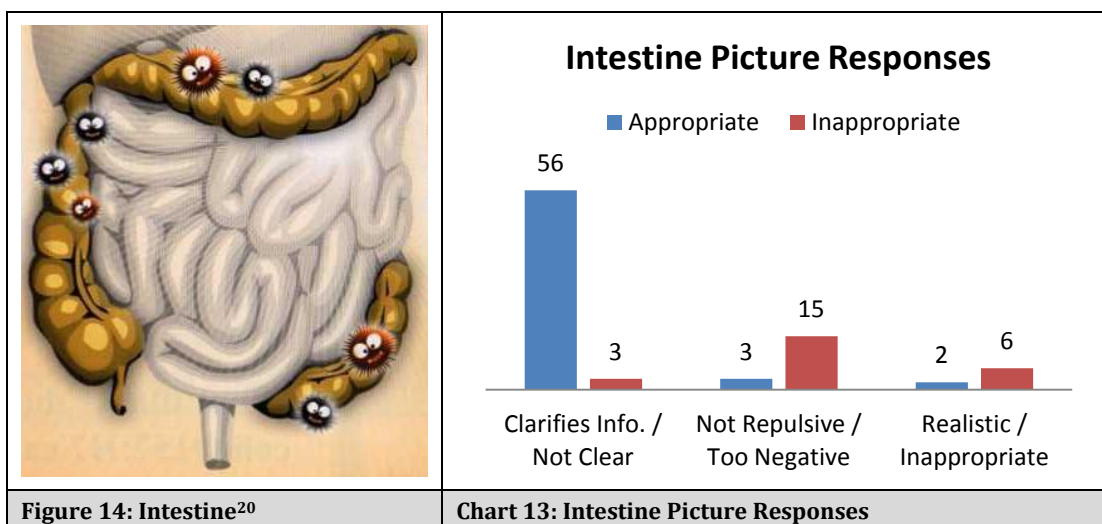 Intestine Picture Responses
Appropriate Inappropriate
56
3
3
15
2
6
Clarifies Info. / Not Clear
Not Repulsive / Too Negative
Realistic / Inappropriate
Figure 14: Intestine20
Chart 13: Intestine Picture Responses